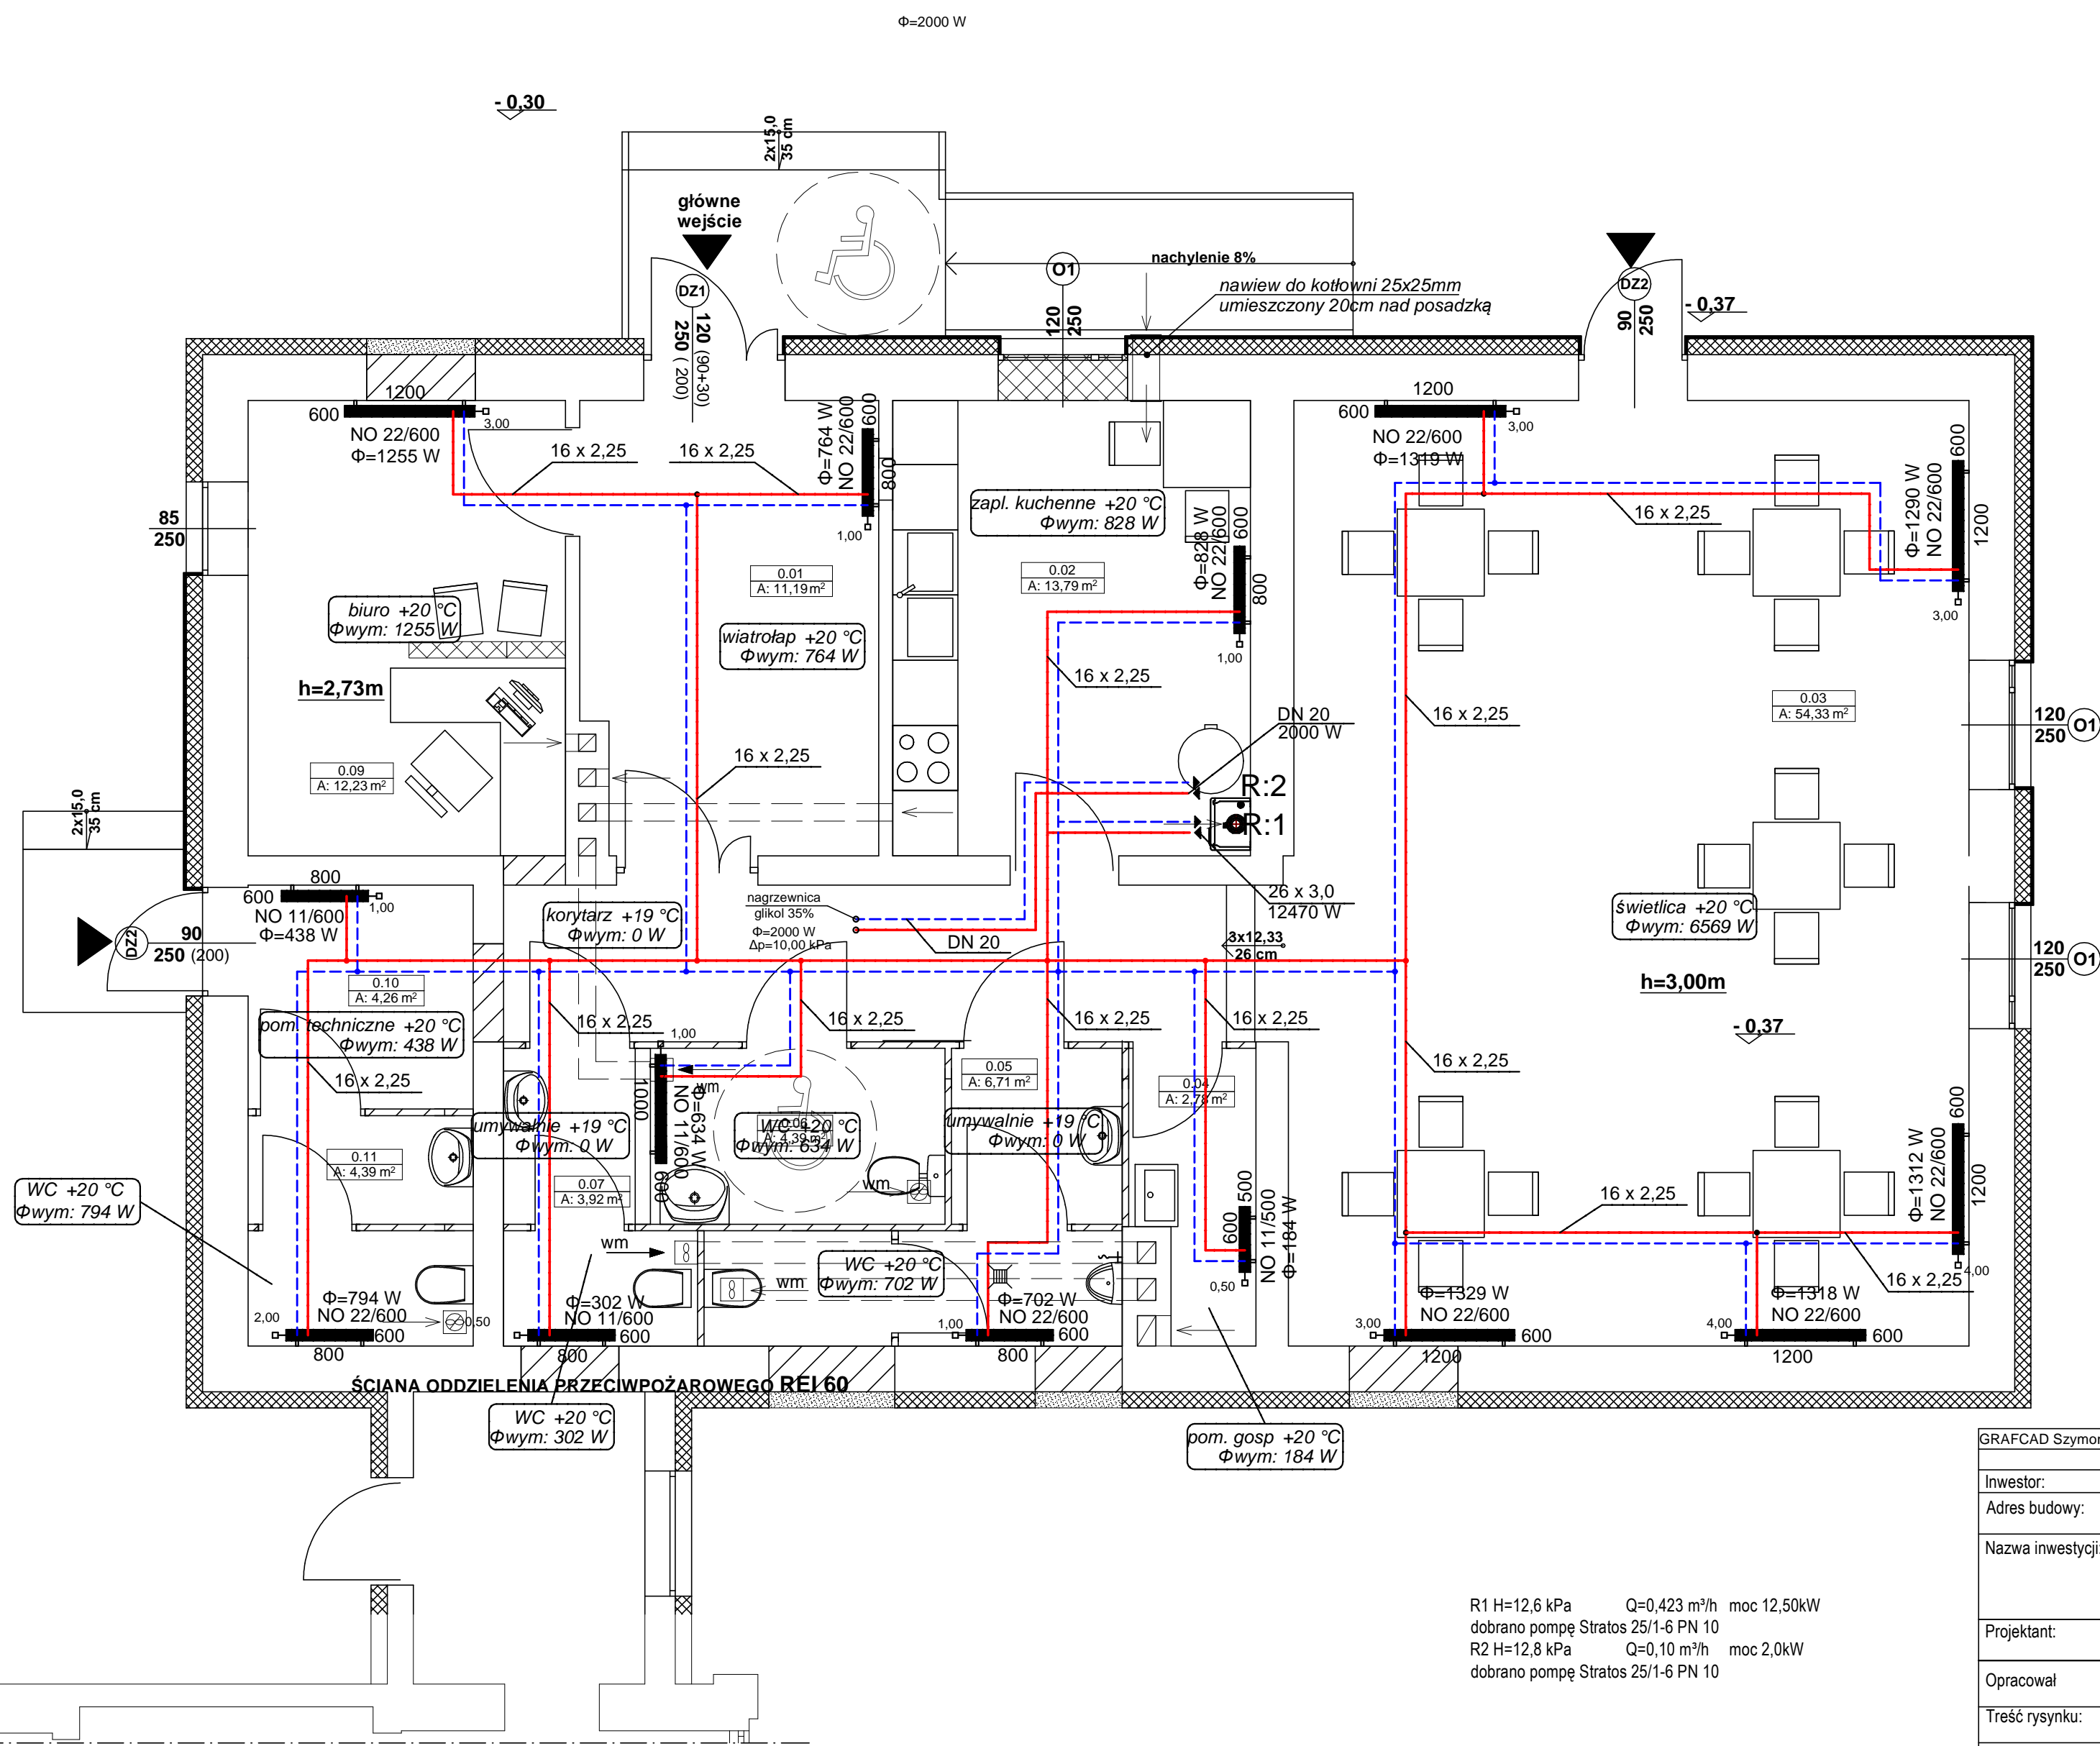 Φ=2000 W
- 0,30
2x15,0
35 cm
główne
wejście
DZ1
120 (90+30)
250 ( 200)
O1
120
250
nachylenie 8%
nawiew do kotłowni 25x25mm
umieszczony 20cm nad posadzką
DZ2
90
250
- 0,37
1200
600
3,00
NO 22/600
Φ=1255 W
16 x 2,25
16 x 2,25
Φ=764 W
NO 22/600
600
800
1,00
zapl. kuchenne +20 °C
Φwym: 828 W
Φ=828 W
NO 22/600
600
800
1,00
1200
600
3,00
NO 22/600
Φ=1319 W
16 x 2,25
Φ=1290 W
NO 22/600
600
1200
3,00
85
250
biuro +20 °C
Φwym: 1255 W
0.01
A: 11,19 m²
0.02
A: 13,79 m²
wiatrołap +20 °C
Φwym: 764 W
h=2,73m
16 x 2,25
16 x 2,25
0.03
A: 54,33 m²
120
250
O1
DN 20
2000 W
16 x 2,25
0.09
A: 12,23 m²
R:2
R:1
2x15,0
35 cm
800
600
1,00
NO 11/600
Φ=438 W
DZ2
90
250 (200)
korytarz +19 °C
Φwym: 0 W
nagrzewnica
glikol 35%
Φ=2000 W
Δp=10,00 kPa
DN 20
26 x 3,0
12470 W
3x12,33
26 cm
świetlica +20 °C
Φwym: 6569 W
120
250
O1
h=3,00m
- 0,37
0.10
A: 4,26 m²
pom. techniczne +20 °C
Φwym: 438 W
16 x 2,25
16 x 2,25
1,00
16 x 2,25
16 x 2,25
16 x 2,25
16 x 2,25
0.05
A: 6,71 m²
0.04
A: 2,78 m²
wm
1000
NO 11/600
Φ=634 W
600
umywalnie +19 °C
Φwym: 0 W
0.06
A: 4,39 m²
WC +20 °C
Φwym: 634 W
umywalnie +19 °C
Φwym: 0 W
0.11
A: 4,39 m²
0.07
A: 3,92 m²
wm
WC +20 °C
Φwym: 794 W
wm
wm
WC +20 °C
Φwym: 702 W
500
600
NO 11/500
Φ=184 W
0,50
16 x 2,25
Φ=1312 W
NO 22/600
600
1200
4,00
16 x 2,25
Φ=794 W
NO 22/600
2,00
600
800
0,50
Φ=302 W
NO 11/600
600
800
Φ=702 W
NO 22/600
1,00
600
800
Φ=1329 W
NO 22/600
3,00
600
1200
Φ=1318 W
NO 22/600
4,00
600
1200
ŚCIANA ODDZIELENIA PRZECIWPOŻAROWEGO REI 60
WC +20 °C
Φwym: 302 W
pom. gosp +20 °C
Φwym: 184 W
R1 H=12,6 kPa Q=0,423 m³/h moc 12,50kW
dobrano pompę Stratos 25/1-6 PN 10
R2 H=12,8 kPa Q=0,10 m³/h moc 2,0kW
dobrano pompę Stratos 25/1-6 PN 10
GRAFCAD Szymon
Inwestor:
Adres budowy:
Nazwa inwestycji
Projektant:
Opracował
Treść rysynku: